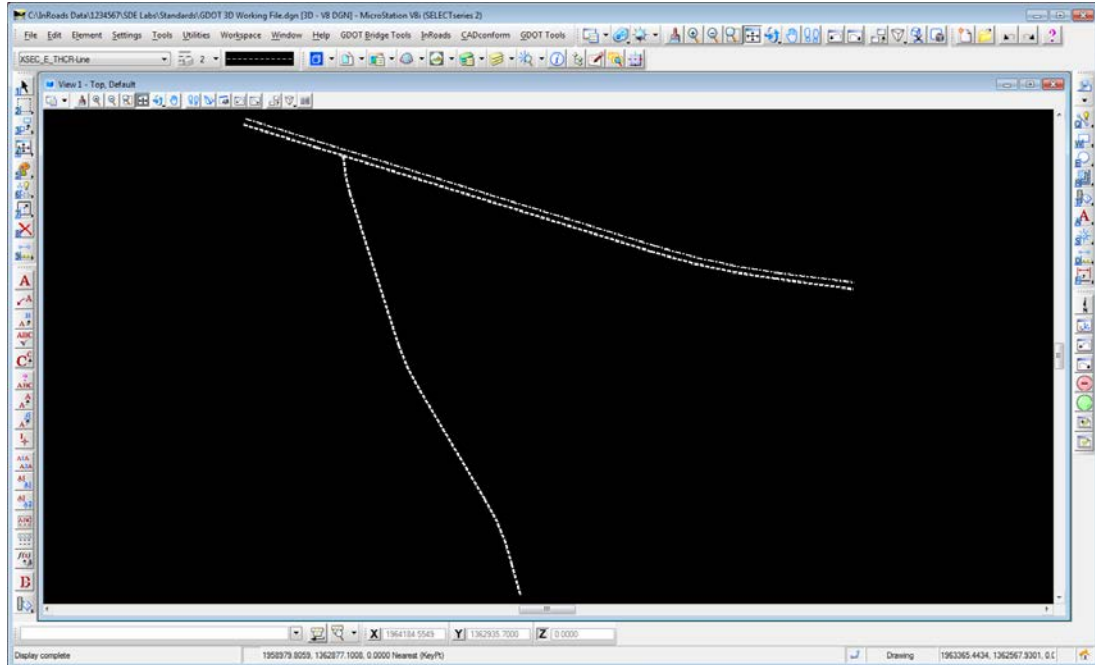 C:\InRoads Data\1234567\SDE Labs\Standards\GDOT 3D Working File.dgn [3D - V8 DGN] - MicroStation V8i (SELECTseries 2)
File Edit Element Settings Tools Utilities Workspace Window Help GDOT Bridge Tools InRoads CADconform GDOT Tools
XSEC_E_THCR-Line 2
View 1 - Top, Default
X 1964184.5549 Y 1362935.7000 Z 0.0000
Display complete 1958979.8059, 1362877.1008, 0.0000 Nearest (KeyPt) Drawing 1963365.4434, 1362567.9301, 0.0